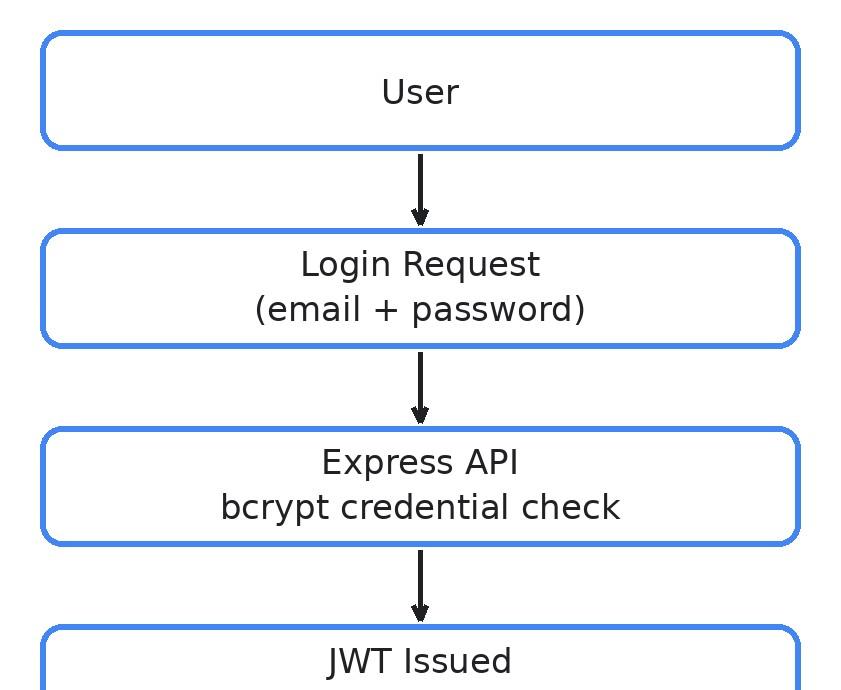 User
Login Request
(email + password)
Express API
bcrypt credential check
JWT Issued